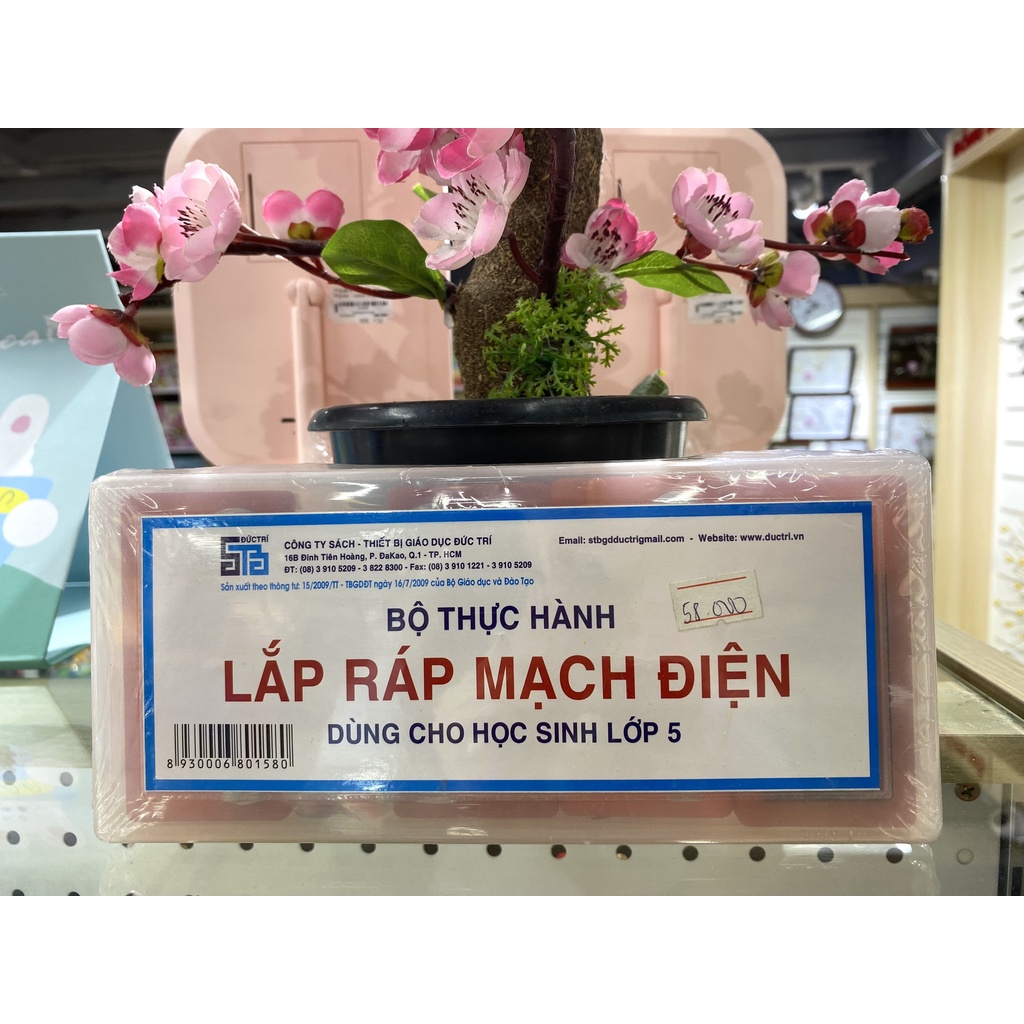 ĐỨCTRÍ
STB
CÔNG TY SÁCH - THIẾT BỊ GIÁO DỤC ĐỨC TRÍ
16B Đinh Tiên Hoàng, P. ĐaKao, Q.1 - TP. HCM
ĐT: (08) 3 910 5209 - 3 822 8300 - Fax: (08) 3 910 1221 - 3 910 5209
Sản xuất theo thông tư: 15/2009/TT - TBGDĐT ngày 16/7/2009 của Bộ Giáo dục và Đào Tạo
Email: stbgdductrigmail.com - Website: www.ductri.vn
58.000
BỘ THỰC HÀNH
LẮP RÁP MẠCH ĐIỆN
DÙNG CHO HỌC SINH LỚP 5
8 930006 801580